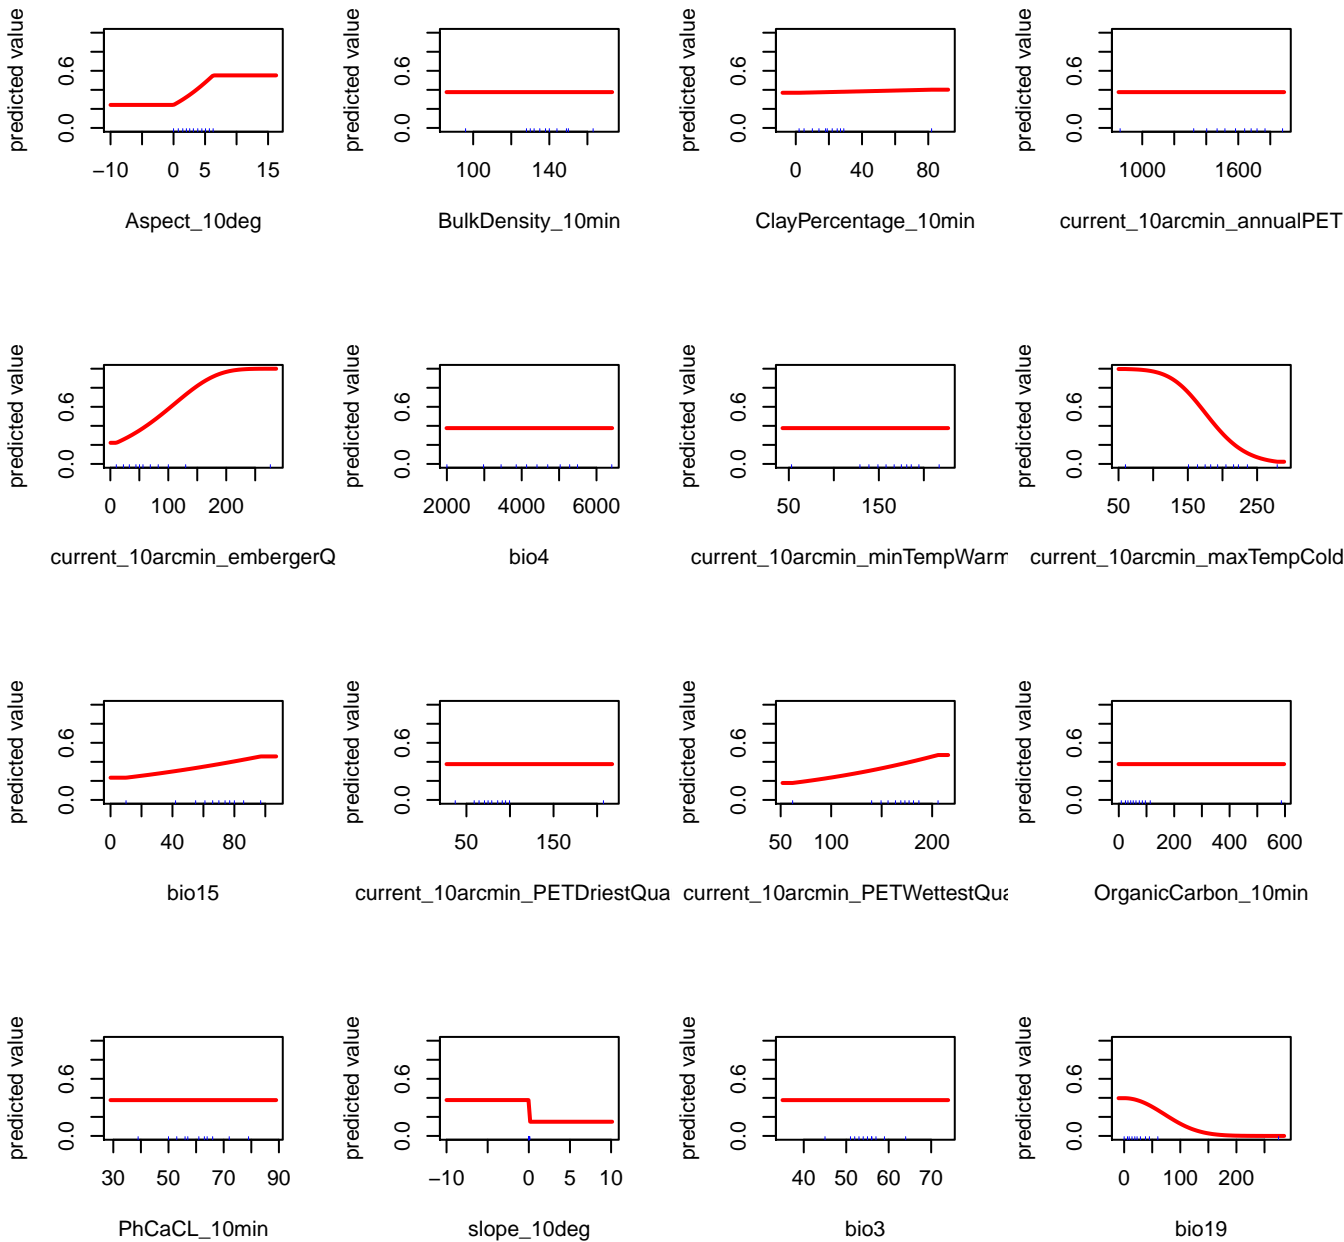 predicted value
0.0 0.6
−10 0 5 15
Aspect_10deg
predicted value
0.0 0.6
100 140
BulkDensity_10min
predicted value
0.0 0.6
0 40 80
ClayPercentage_10min
predicted value
0.0 0.6
1000 1600
current_10arcmin_annualPET
predicted value
0.0 0.6
0 100 200
current_10arcmin_embergerQ
predicted value
0.0 0.6
2000 4000 6000
bio4
predicted value
0.0 0.6
50 150
current_10arcmin_minTempWarm
predicted value
0.0 0.6
50 150 250
current_10arcmin_maxTempCold
predicted value
0.0 0.6
0 40 80
bio15
predicted value
0.0 0.6
50 150
current_10arcmin_PETDriestQua
predicted value
0.0 0.6
50 100 200
current_10arcmin_PETWettestQua
predicted value
0.0 0.6
0 200 400 600
OrganicCarbon_10min
predicted value
0.0 0.6
30 50 70 90
PhCaCL_10min
predicted value
0.0 0.6
−10 0 5 10
slope_10deg
predicted value
0.0 0.6
40 50 60 70
bio3
predicted value
0.0 0.6
0 100 200
bio19